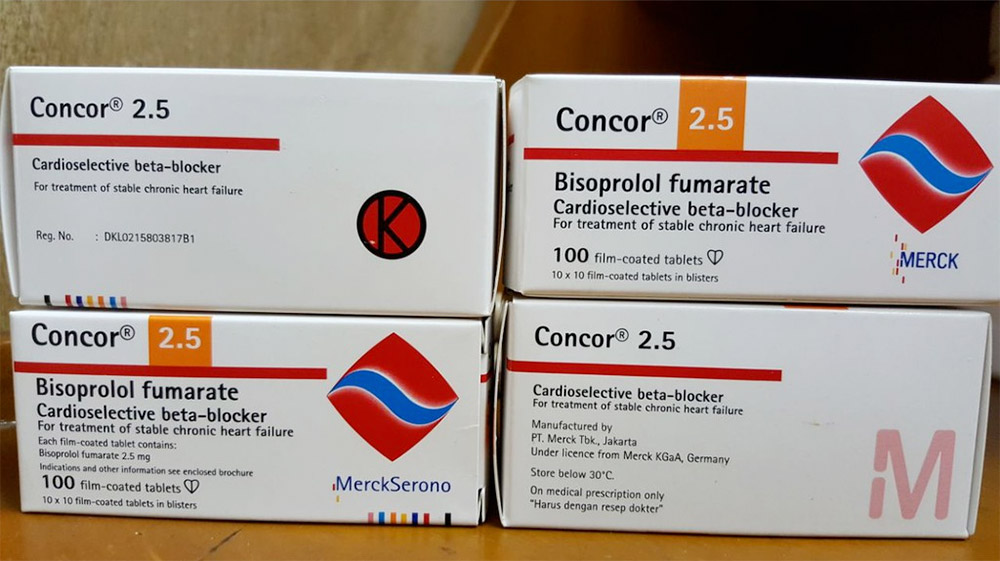 Concor® 2.5
Cardioselective beta-blocker
For treatment of stable chronic heart failure
Reg. No. : DKL0215803817B1
K
Concor® 2.5
Bisoprolol fumarate
Cardioselective beta-blocker
For treatment of stable chronic heart failure
100 film-coated tablets
10 x 10 film-coated tablets in blisters
MERCK
Concor® 2.5
Bisoprolol fumarate
Cardioselective beta-blocker
For treatment of stable chronic heart failure
Each film-coated tablet contains:
Bisoprolol fumarate 2.5 mg
Indications and other information see enclosed brochure
100 film-coated tablets
10 x 10 film-coated tablets in blisters
MerckSerono
Concor® 2.5
Cardioselective beta-blocker
For treatment of stable chronic heart failure
Manufactured by
PT. Merck Tbk., Jakarta
Under licence from Merck KGaA, Germany
Store below 30°C.
On medical prescription only
"Harus dengan resep dokter"
M